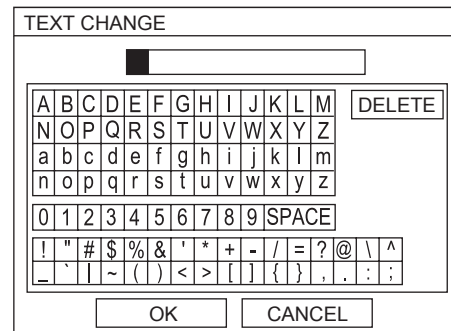 TEXT CHANGE
A B C D E F G H I J K L M DELETE
N O P Q R S T U V W X Y Z
a b c d e f g h i j k l m
n o p q r s t u v w x y z
0 1 2 3 4 5 6 7 8 9 SPACE
! " # $ % & ' * + - / = ? @ \ ^
_ ` | ~ ( ) < > [ ] { } , . : ;
OK CANCEL